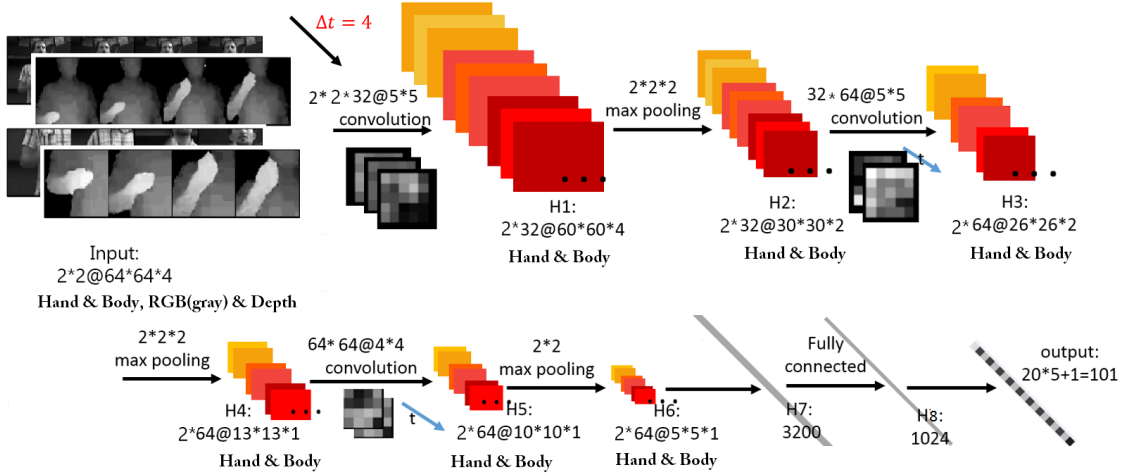 Δt = 4
2* 2*32@5*5
convolution
2*2*2
max pooling
32* 64@5*5
convolution
t
Input:
2*2@64*64*4
Hand & Body, RGB(gray) & Depth
H1:
2*32@60*60*4
Hand & Body
H2:
2*32@30*30*2
Hand & Body
H3:
2*64@26*26*2
Hand & Body
2*2*2
max pooling
H4:
2*64@13*13*1
Hand & Body
64* 64@4*4
convolution
t
H5:
2*64@10*10*1
Hand & Body
2*2
max pooling
H6:
2*64@5*5*1
Hand & Body
H7:
3200
Fully
connected
H8:
1024
output:
20*5+1=101